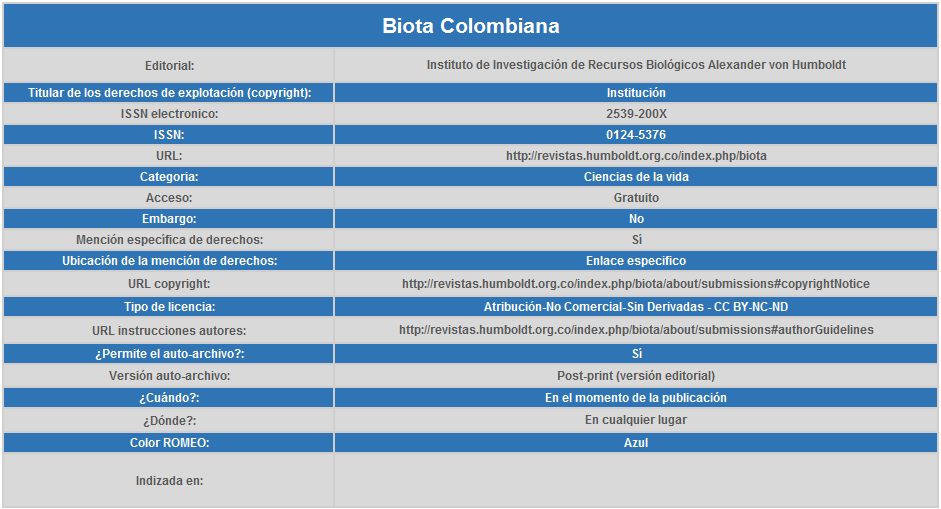 Biota Colombiana
Editorial: Instituto de Investigación de Recursos Biológicos Alexander von Humboldt
Titular de los derechos de explotación (copyright): Institución
ISSN electronico: 2539-200X
ISSN: 0124-5376
URL: http://revistas.humboldt.org.co/index.php/biota
Categoria: Ciencias de la vida
Acceso: Gratuito
Embargo: No
Mención específica de derechos: Sí
Ubicación de la mención de derechos: Enlace especifico
URL copyright: http://revistas.humboldt.org.co/index.php/biota/about/submissions#copyrightNotice
Tipo de licencia: Atribución-No Comercial-Sin Derivadas - CC BY-NC-ND
URL instrucciones autores: http://revistas.humboldt.org.co/index.php/biota/about/submissions#authorGuidelines
¿Permite el auto-archivo?: Sì
Versión auto-archivo: Post-print (versión editorial)
¿Cuándo?: En el momento de la publicación
¿Dónde?: En cualquier lugar
Color ROMEO: Azul
Indizada en: